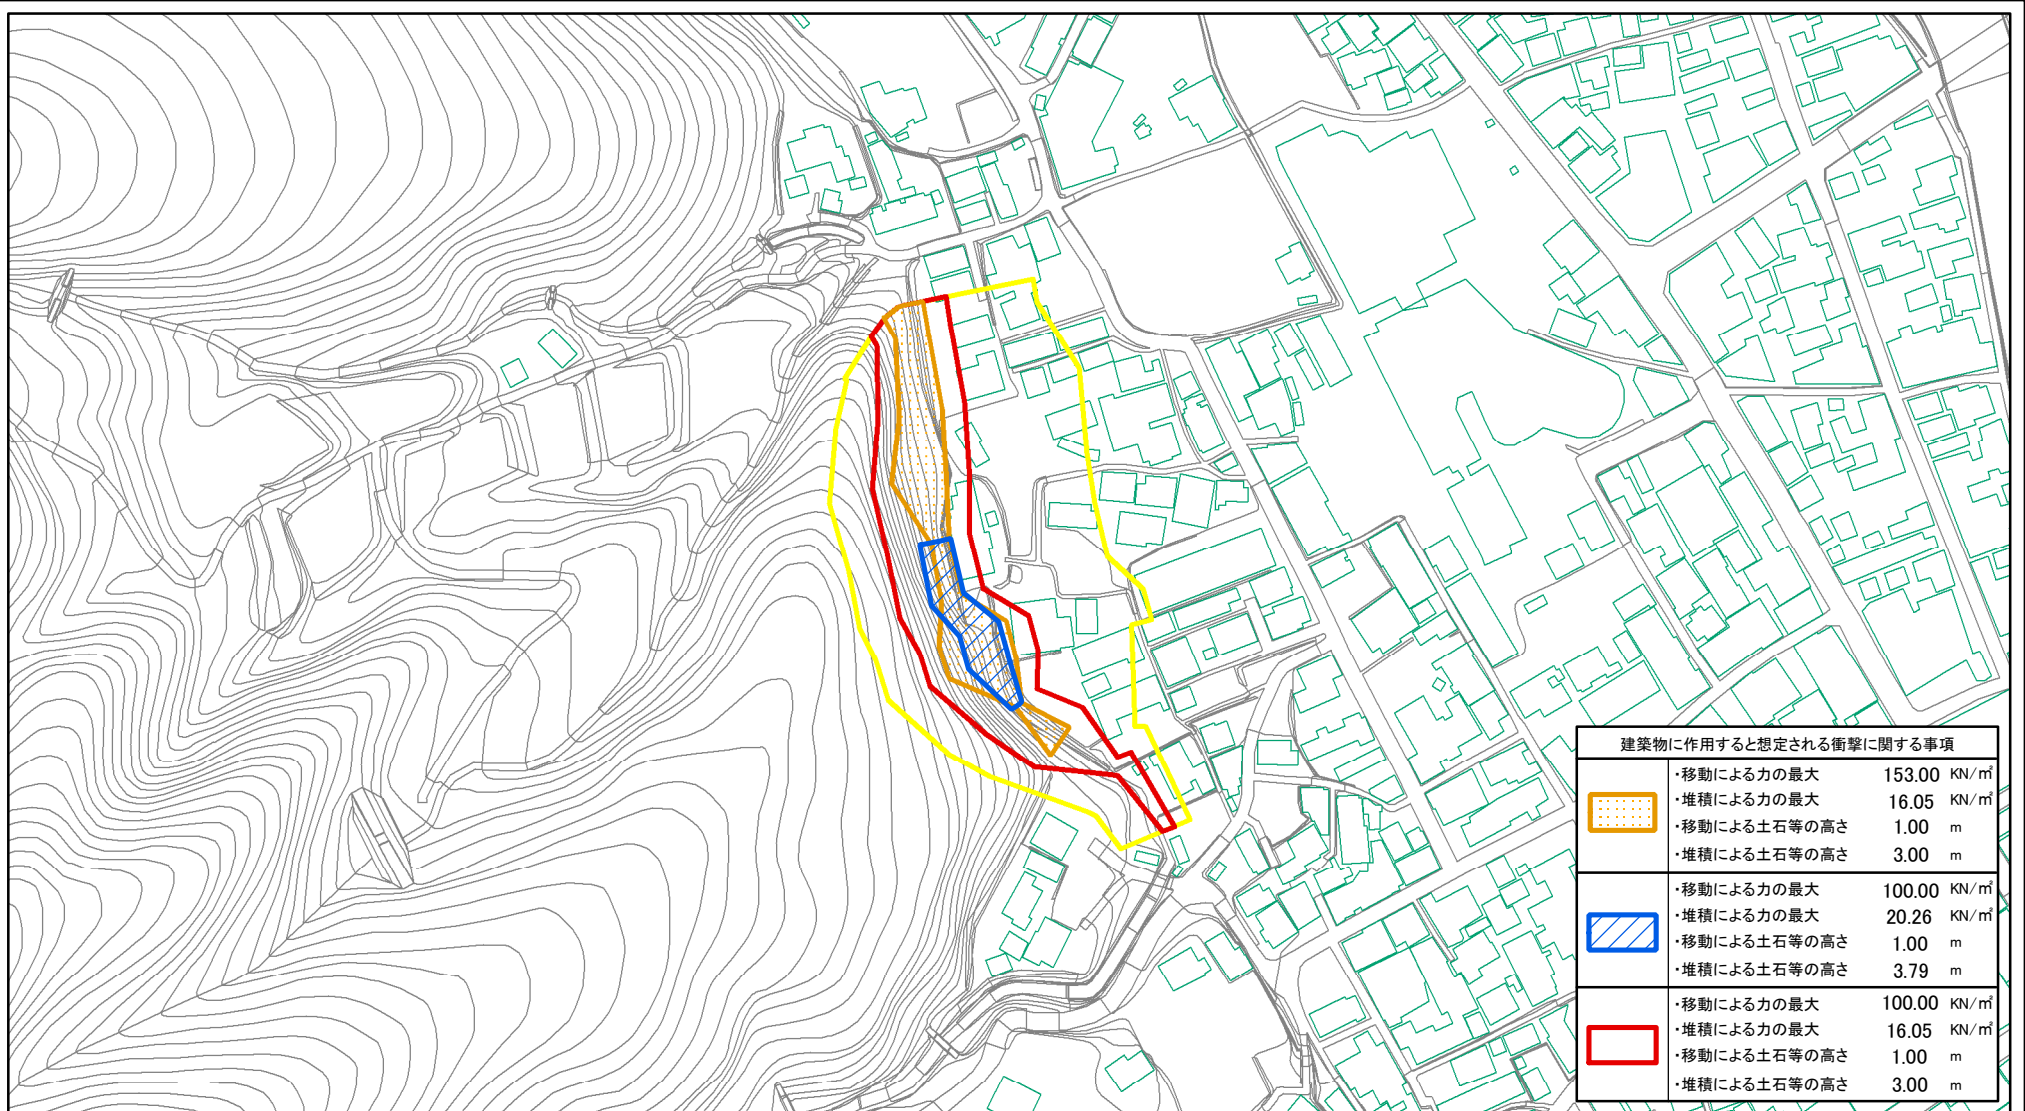 建築物に作用すると想定される衝撃に関する事項
・移動による力の最大 153.00 KN/㎡
・堆積による力の最大 16.05 KN/㎡
・移動による土石等の高さ 1.00 m
・堆積による土石等の高さ 3.00 m
・移動による力の最大 100.00 KN/㎡
・堆積による力の最大 20.26 KN/㎡
・移動による土石等の高さ 1.00 m
・堆積による土石等の高さ 3.79 m
・移動による力の最大 100.00 KN/㎡
・堆積による力の最大 16.05 KN/㎡
・移動による土石等の高さ 1.00 m
・堆積による土石等の高さ 3.00 m